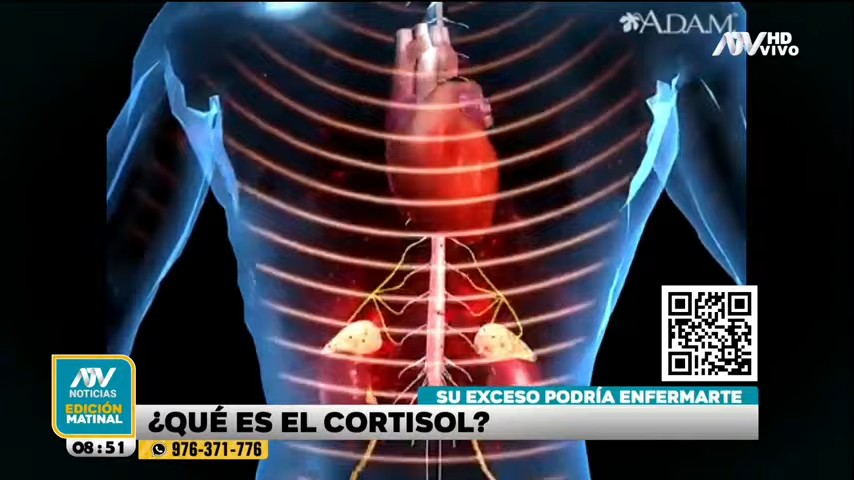 A.D.A.M.
ATV HD
VIVO
SU EXCESO PODRÍA ENFERMARTE
ATV
NOTICIAS
EDICIÓN
MATINAL
¿QUÉ ES EL CORTISOL?
08:51
976-371-776